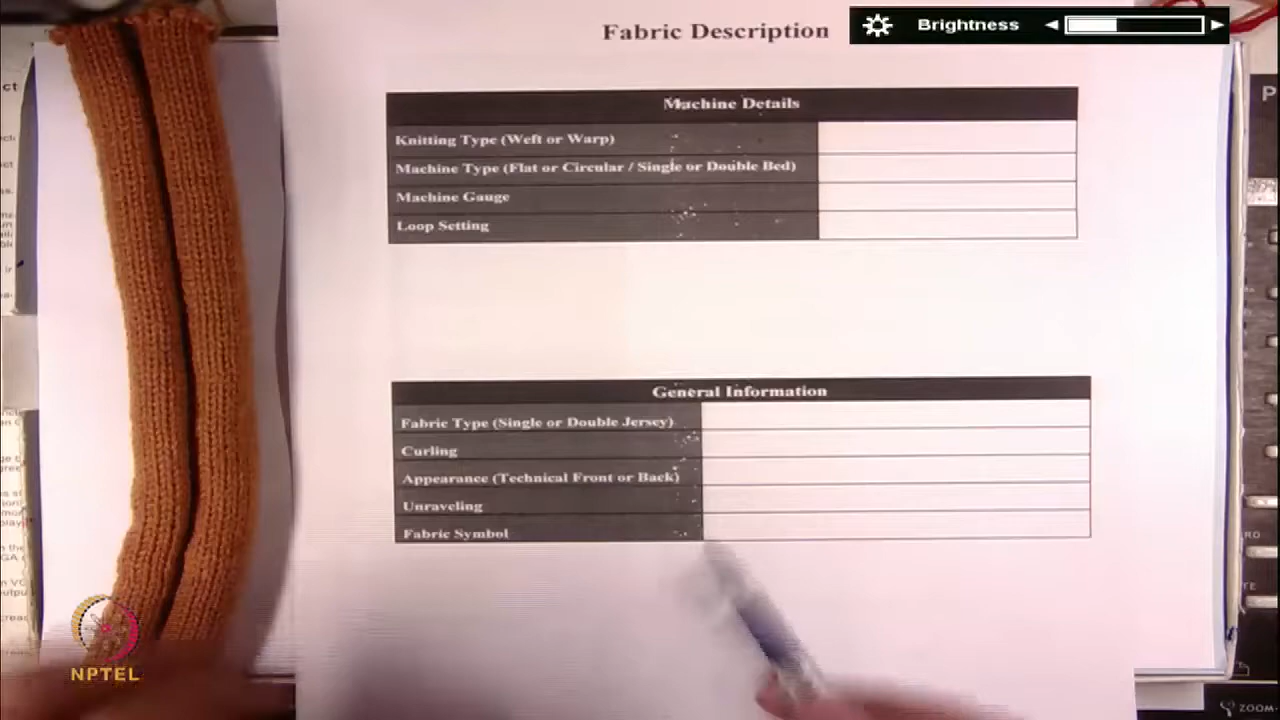 Fabric Description
Brightness
Machine Details
Knitting Type (Weft or Warp)
Machine Type (Flat or Circular / Single or Double Bed)
Machine Gauge
Loop Setting
General Information
Fabric Type (Single or Double Jersey)
Curling
Appearance (Technical Front or Back)
Unraveling
Fabric Symbol
NPTEL
ZOOM